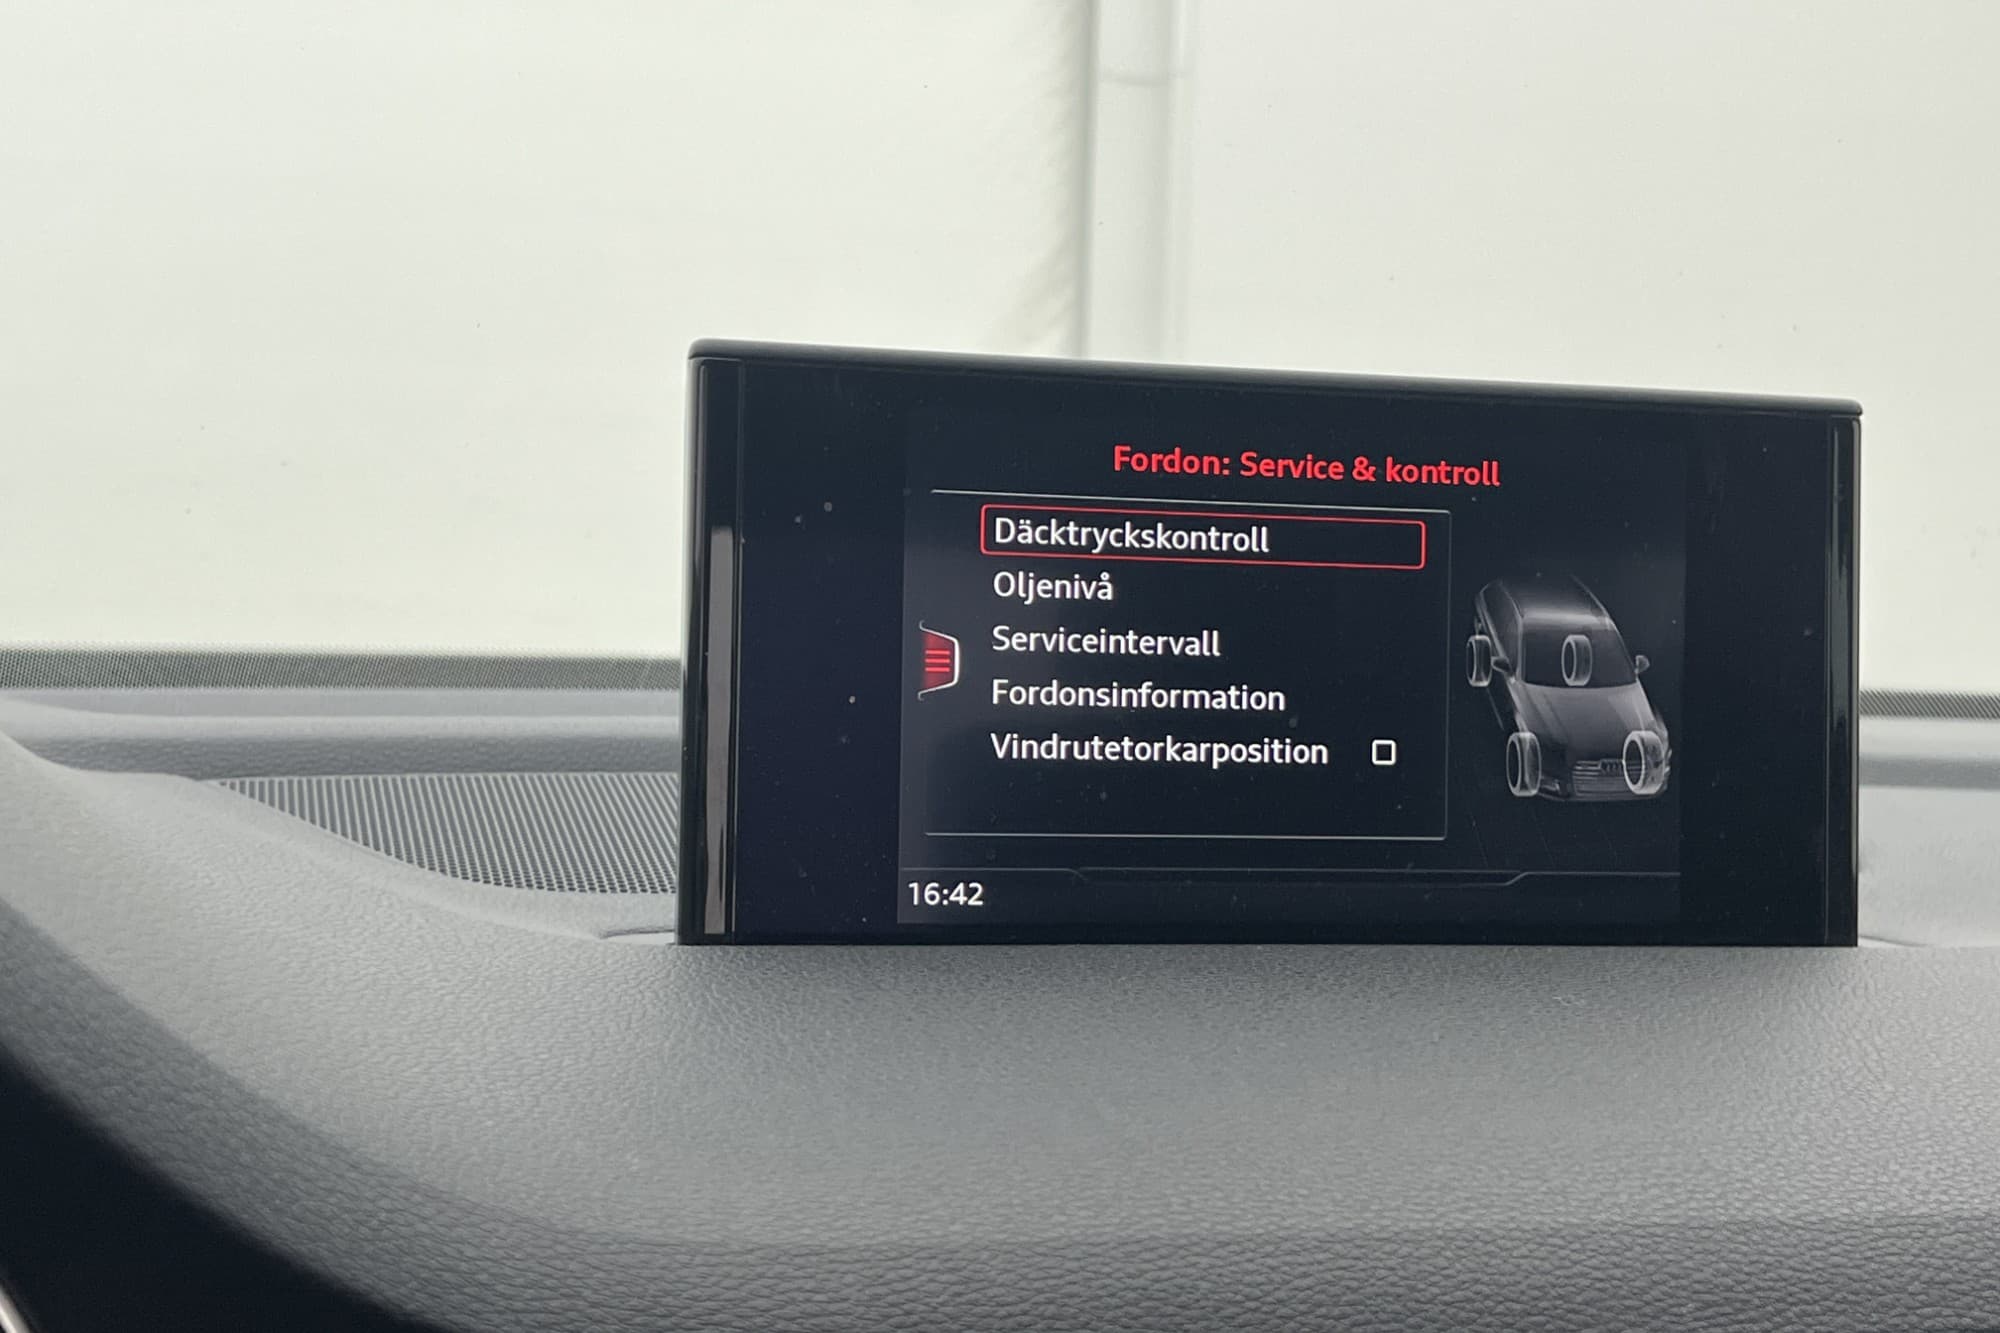 Fordon: Service & kontroll
Däcktryckskontroll
Oljenivå
Serviceintervall
Fordonsinformation
Vindrutetorkarposition
16:42